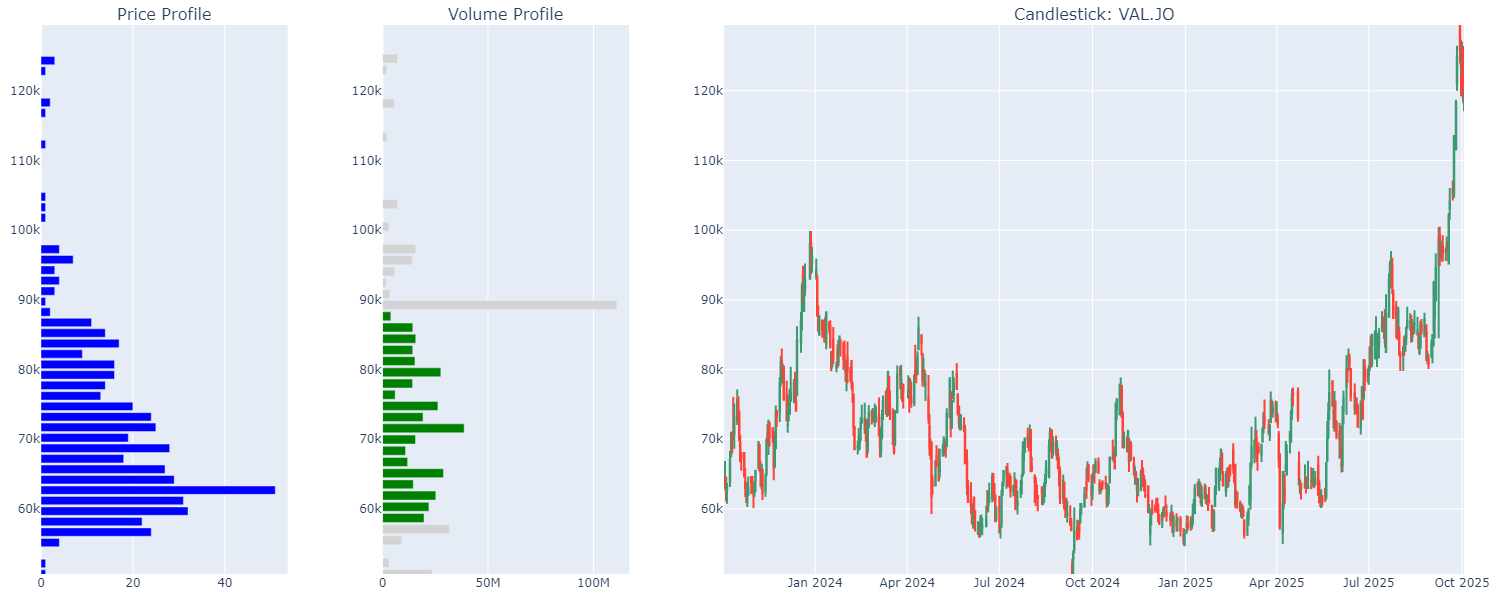 Price Profile
Volume Profile
Candlestick: VAL.JO
120k
110k
100k
90k
80k
70k
60k
0
20
40
120k
110k
100k
90k
80k
70k
60k
0
50M
100M
120k
110k
100k
90k
80k
70k
60k
Jan 2024
Apr 2024
Jul 2024
Oct 2024
Jan 2025
Apr 2025
Jul 2025
Oct 2025